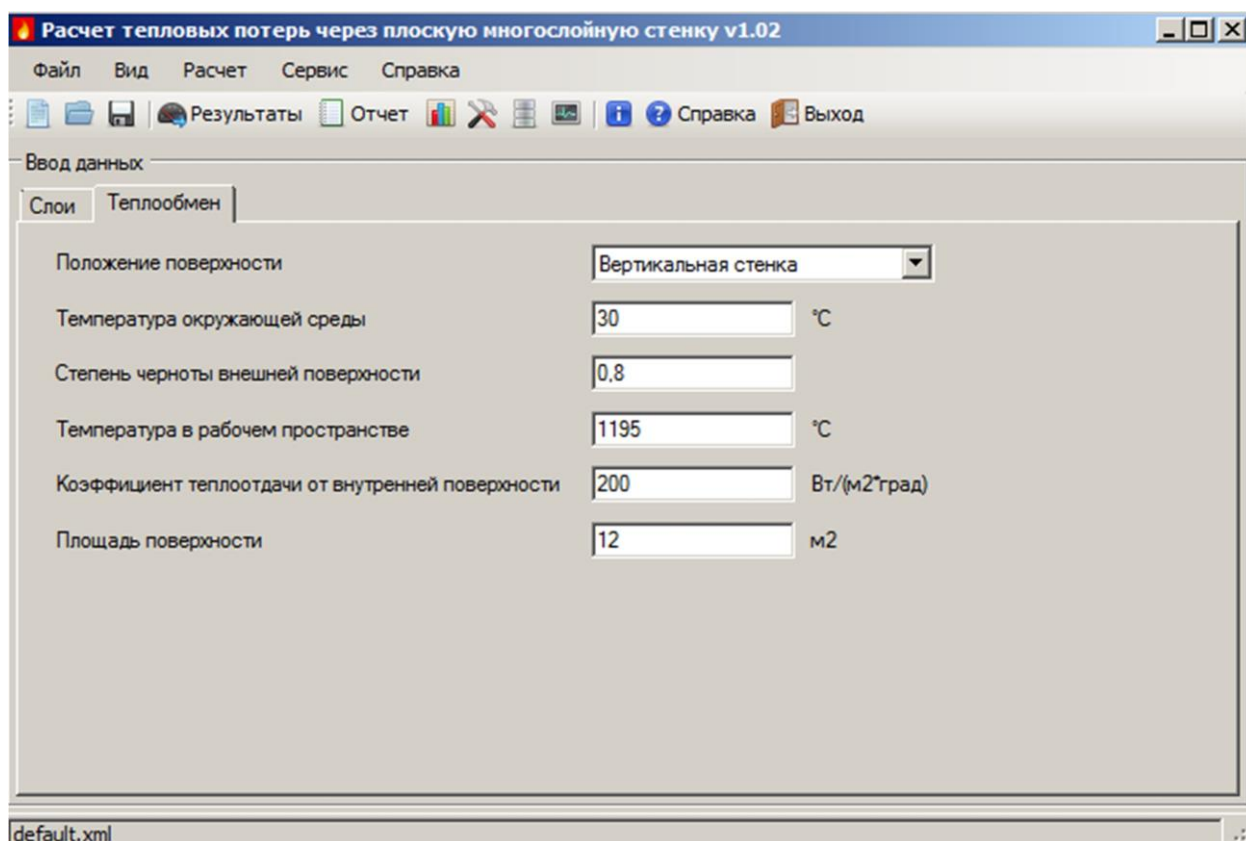 Расчет тепловых потерь через плоскую многослойную стенку v1.02
Файл Вид Расчет Сервис Справка
Результаты Отчет Справка Выход
Ввод данных
Слои Теплообмен
Положение поверхности Вертикальная стенка
Температура окружающей среды 30 °C
Степень черноты внешней поверхности 0,8
Температура в рабочем пространстве 1195 °C
Коэффициент теплоотдачи от внутренней поверхности 200 Вт/(м2*град)
Площадь поверхности 12 м2
default.xml